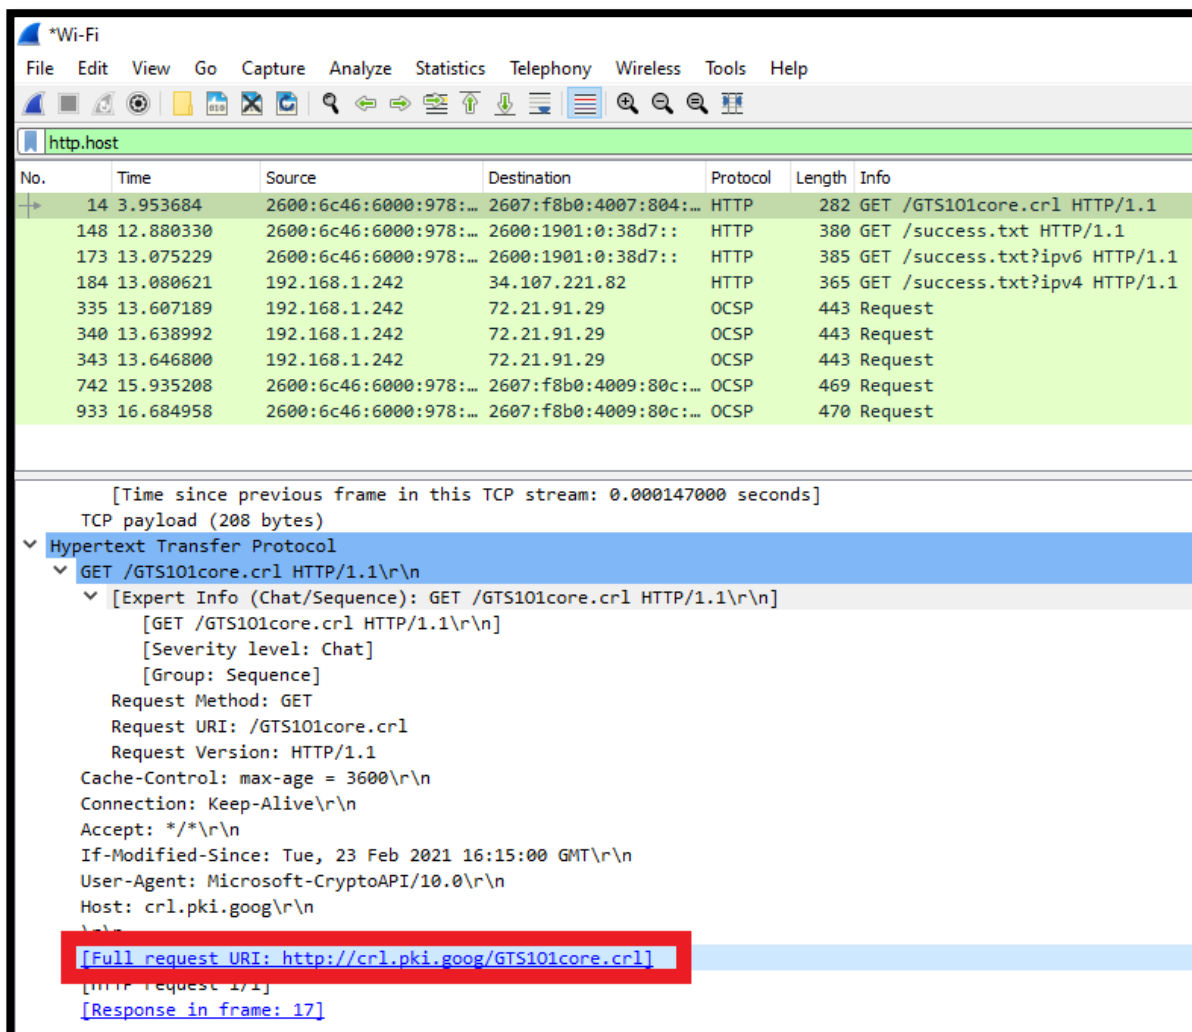 *Wi-Fi
File Edit View Go Capture Analyze Statistics Telephony Wireless Tools Help
http.host
No. Time Source Destination Protocol Length Info
14 3.953684 2600:6c46:6000:978:… 2607:f8b0:4007:804:… HTTP 282 GET /GTS1O1core.crl HTTP/1.1
148 12.880330 2600:6c46:6000:978:… 2600:1901:0:38d7:: HTTP 380 GET /success.txt HTTP/1.1
173 13.075229 2600:6c46:6000:978:… 2600:1901:0:38d7:: HTTP 385 GET /success.txt?ipv6 HTTP/1.1
184 13.080621 192.168.1.242 34.107.221.82 HTTP 365 GET /success.txt?ipv4 HTTP/1.1
335 13.607189 192.168.1.242 72.21.91.29 OCSP 443 Request
340 13.638992 192.168.1.242 72.21.91.29 OCSP 443 Request
343 13.646800 192.168.1.242 72.21.91.29 OCSP 443 Request
742 15.935208 2600:6c46:6000:978:… 2607:f8b0:4009:80c:… OCSP 469 Request
933 16.684958 2600:6c46:6000:978:… 2607:f8b0:4009:80c:… OCSP 470 Request
[Time since previous frame in this TCP stream: 0.000147000 seconds]
TCP payload (208 bytes)
Hypertext Transfer Protocol
GET /GTS1O1core.crl HTTP/1.1\r\n
[Expert Info (Chat/Sequence): GET /GTS1O1core.crl HTTP/1.1\r\n]
[GET /GTS1O1core.crl HTTP/1.1\r\n]
[Severity level: Chat]
[Group: Sequence]
Request Method: GET
Request URI: /GTS1O1core.crl
Request Version: HTTP/1.1
Cache-Control: max-age = 3600\r\n
Connection: Keep-Alive\r\n
Accept: */*\r\n
If-Modified-Since: Tue, 23 Feb 2021 16:15:00 GMT\r\n
User-Agent: Microsoft-CryptoAPI/10.0\r\n
Host: crl.pki.goog\r\n
\r\n
[Full request URI: http://crl.pki.goog/GTS1O1core.crl]
[HTTP request 1/1]
[Response in frame: 17]